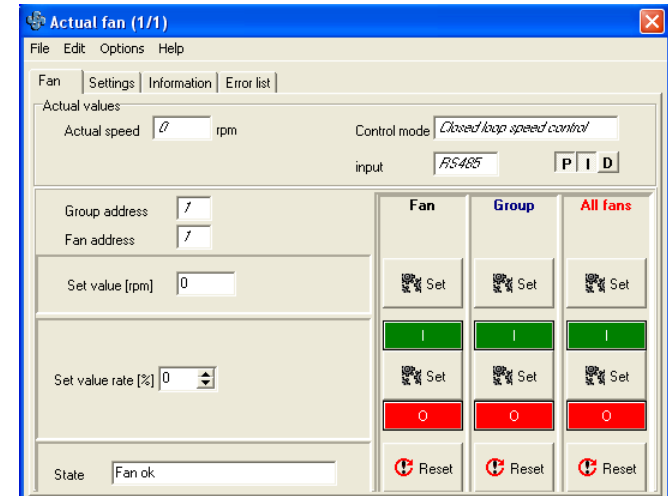 Actual fan (1/1)
File Edit Options Help
Fan Settings Information Error list
Actual values
Actual speed 0 rpm Control mode Closed loop speed control
input RS485 P I D
Group address 1 Fan Group All fans
Fan address 1
Set value [rpm] 0 Set Set Set
I I I
Set value rate [%] 0 Set Set Set
O O O
State Fan ok Reset Reset Reset